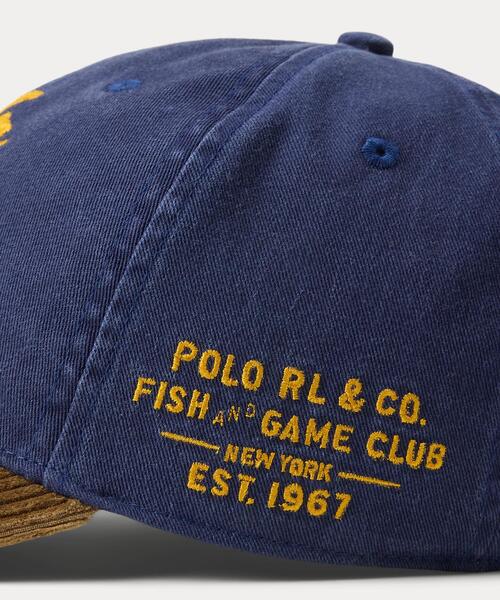 POLO RL & CO.
FISH AND GAME CLUB
NEW YORK
EST. 1967